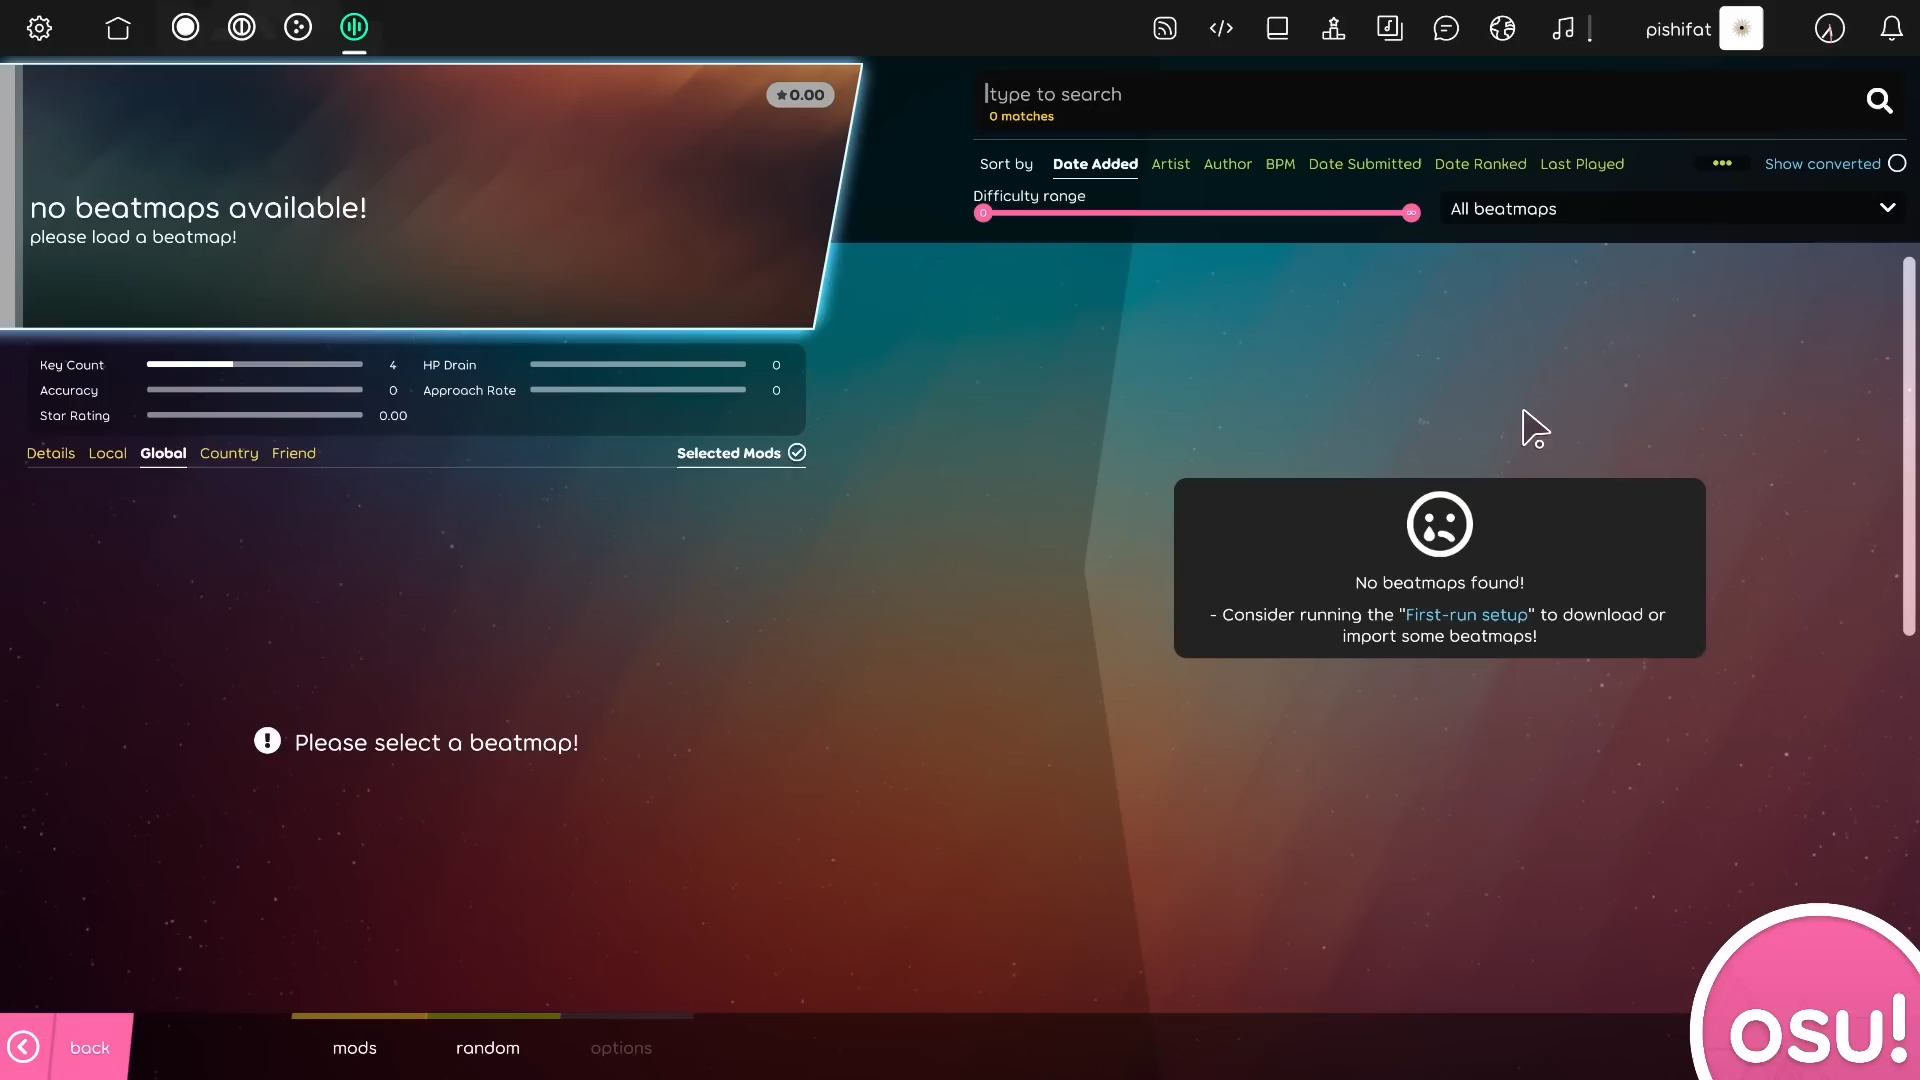 pishifat
0.00
no beatmaps available!
please load a beatmap!
type to search
0 matches
Sort by Date Added Artist Author BPM Date Submitted Date Ranked Last Played ••• Show converted
Difficulty range
0 ∞
All beatmaps
Key Count 4 HP Drain 0
Accuracy 0 Approach Rate 0
Star Rating 0.00
Details Local Global Country Friend Selected Mods
No beatmaps found!
- Consider running the "First-run setup" to download or
import some beatmaps!
Please select a beatmap!
back
mods random options
osu!